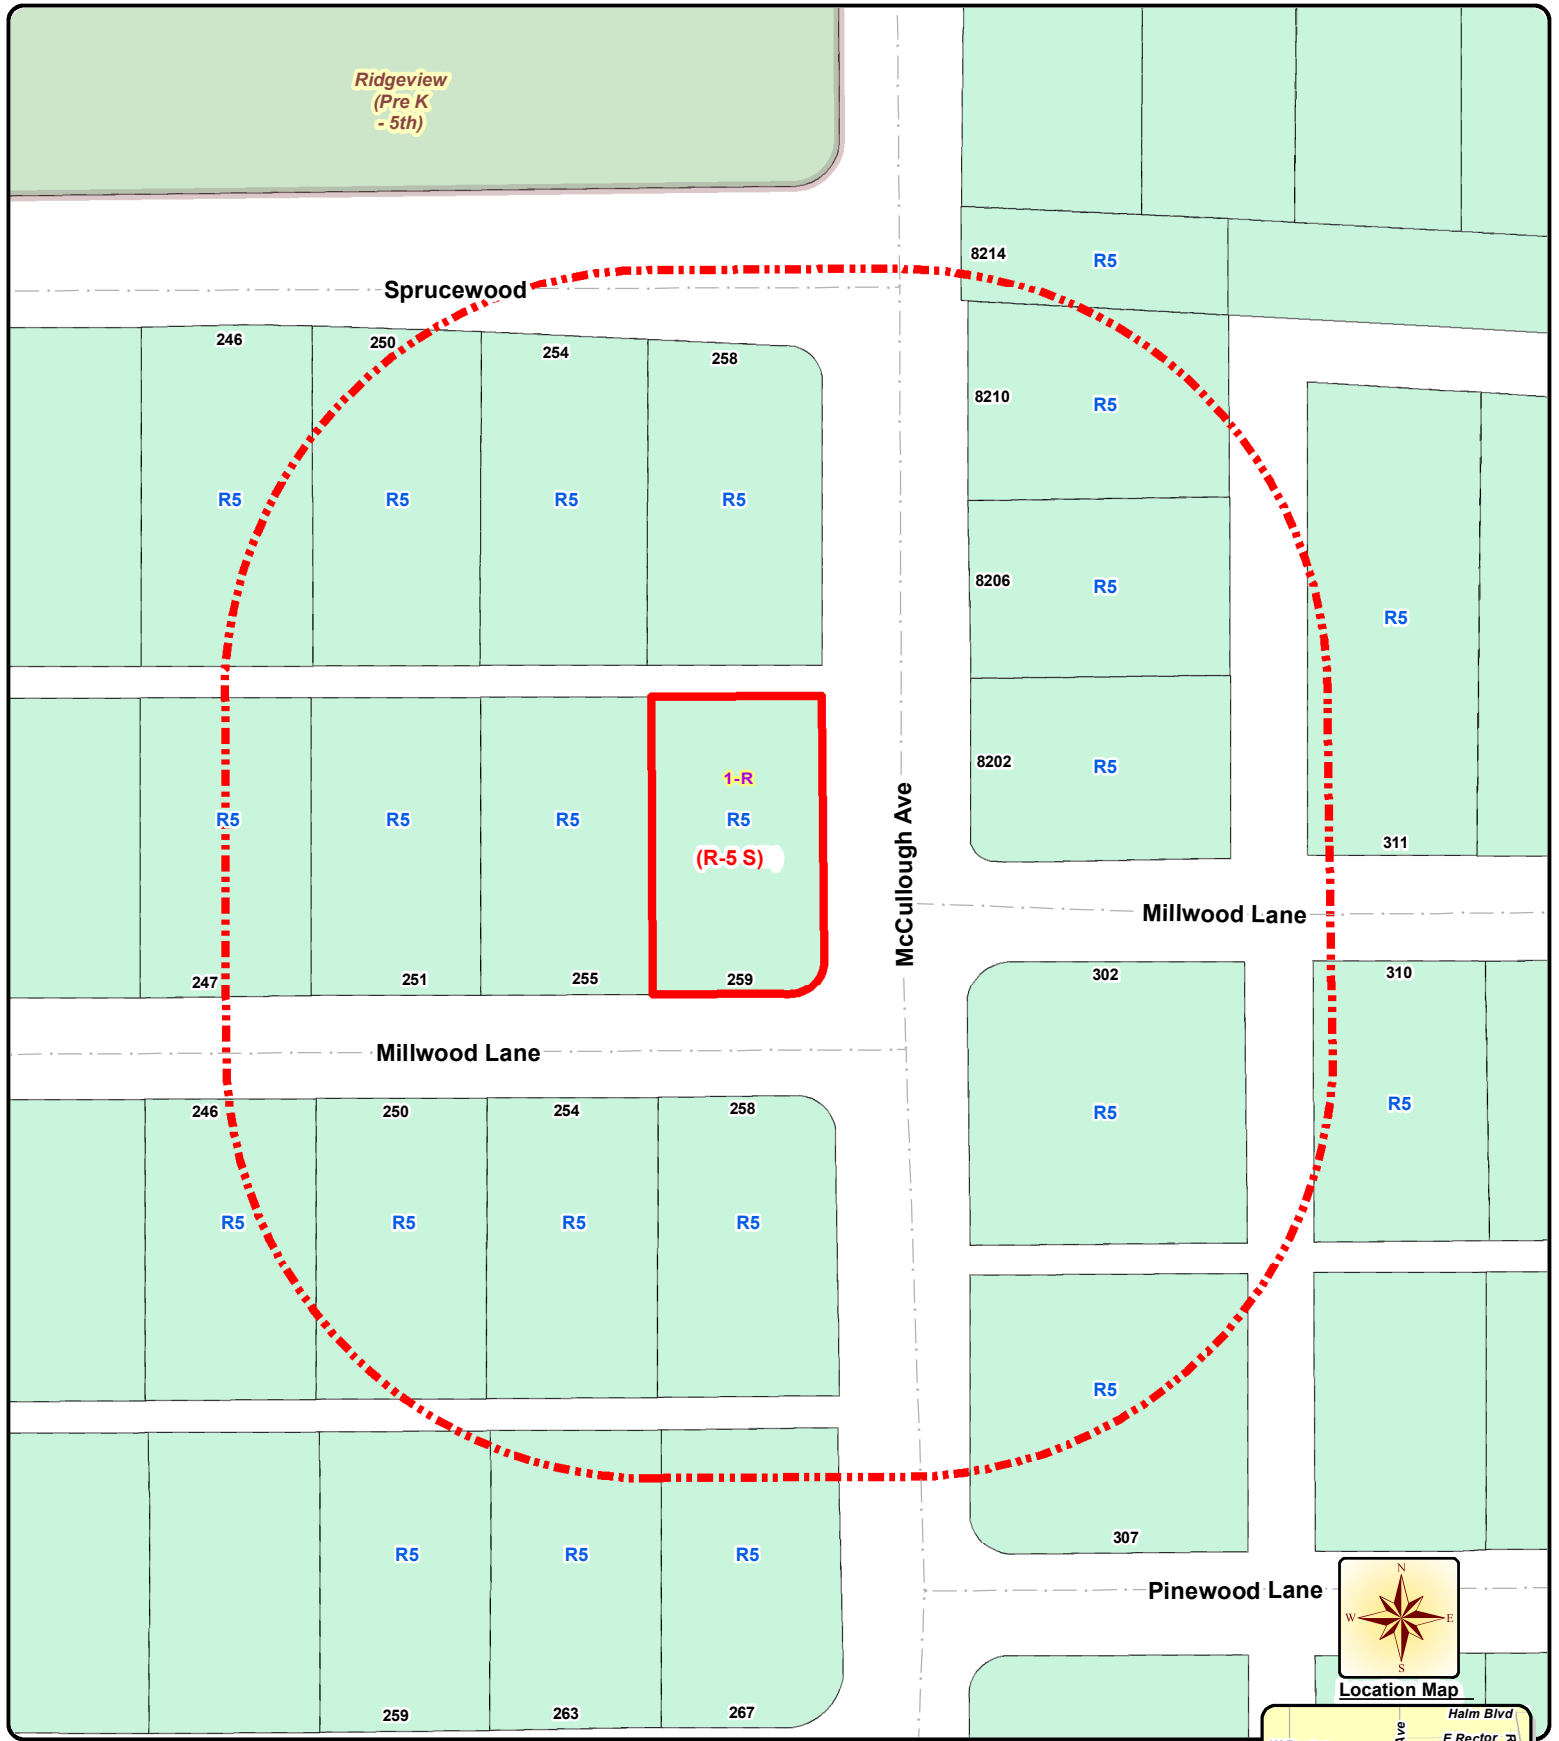 Ridgeview
(Pre K
- 5th)
8214
R5
Sprucewood
246
250
254
258
8210
R5
R5
R5
R5
R5
8206
R5
R5
8202
R5
1-R
R5
R5
R5
R5
(R-5 S)
311
McCullough Ave
Millwood Lane
247
251
255
259
302
310
Millwood Lane
246
250
254
258
R5
R5
R5
R5
R5
R5
R5
307
R5
R5
R5
Pinewood Lane
N
W
E
S
259
263
267
Location Map
Halm Blvd
Ave
E Rector